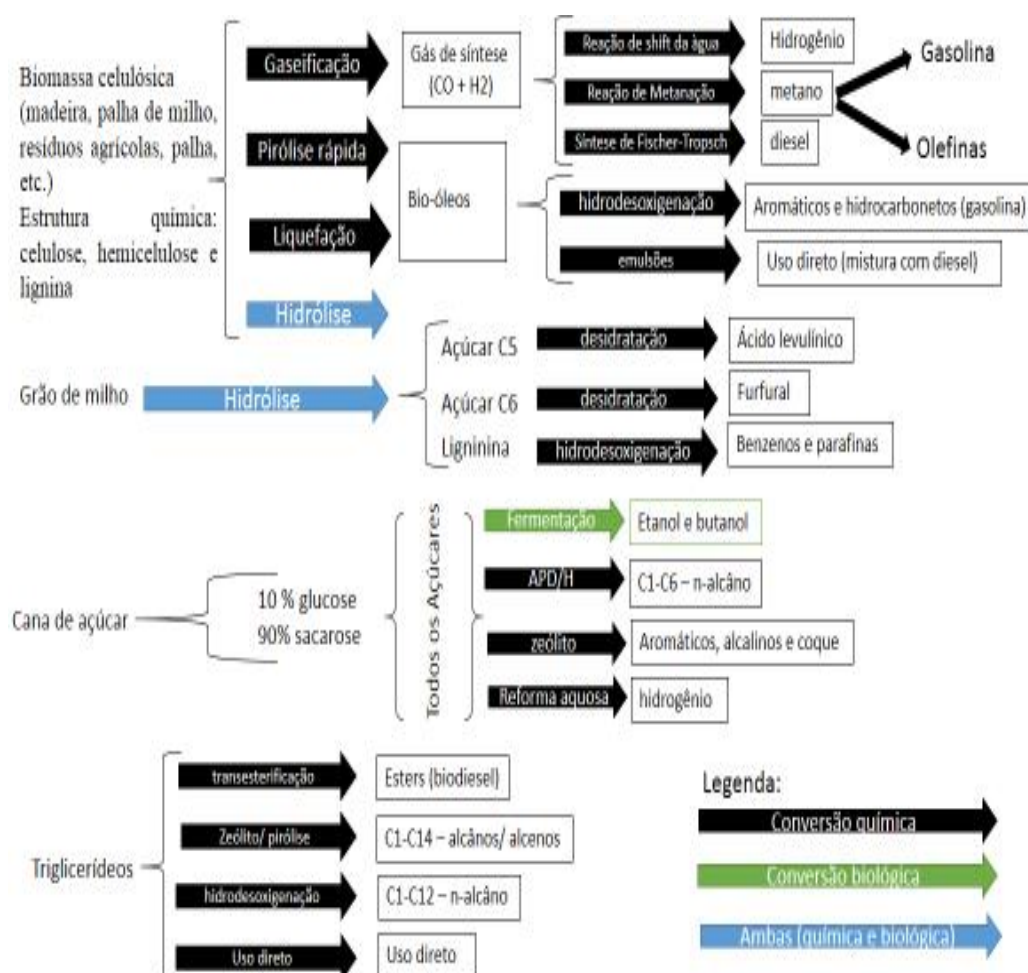 Biomassa celulósica
(madeira, palha de milho,
resíduos agrícolas, palha,
etc.)
Estrutura química:
celulose, hemicelulose e
lignina
Gaseificação
Pirólise rápida
Liquefação
Hidrólise
Gás de síntese
(CO + H2)
Bio-óleos
Reação de shift da àgua
Hidrogênio
Reação de Metanação
metano
Síntese de Fischer-Tropsch
diesel
Gasolina
Olefinas
hidrodesoxigenação
Aromáticos e hidrocarbonetos (gasolina)
emulsões
Uso direto (mistura com diesel)
Grão de milho
Hidrólise
Açúcar C5
desidratação
Ácido levulínico
Açúcar C6
desidratação
Furfural
Ligninina
hidrodesoxigenação
Benzenos e parafinas
Cana de açúcar
10 % glucose
90% sacarose
Todos os Açúcares
Fermentação
Etanol e butanol
APD/H
C1-C6 – n-alcâno
zeólito
Aromáticos, alcalinos e coque
Reforma aquosa
hidrogênio
Triglicerídeos
transesterificação
Esters (biodiesel)
Zeólito/ pirólise
C1-C14 – alcânos/ alcenos
hidrodesoxigenação
C1-C12 – n-alcâno
Uso direto
Uso direto
Legenda:
Conversão química
Conversão biológica
Ambas (química e biológica)